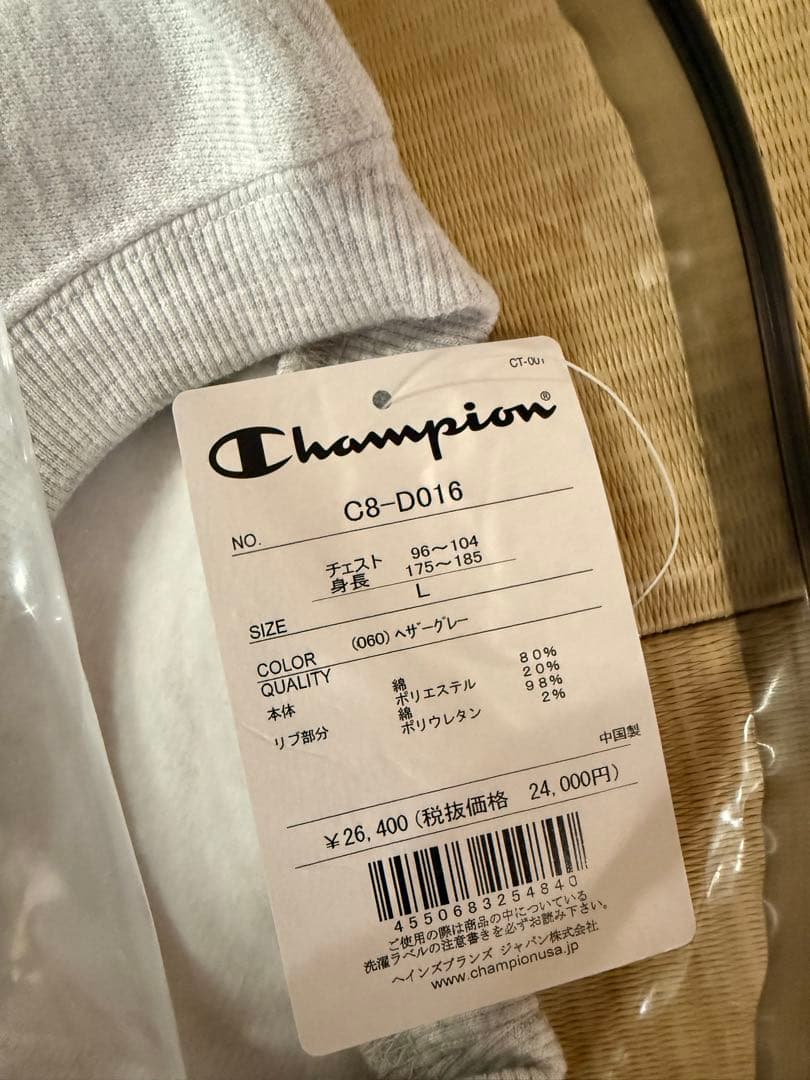 CT-001
Champion®
NO. C8-D016
チェスト 96～104
身長 175～185
SIZE L
COLOR (060) ヘザーグレー
QUALITY
本体 綿 80%
ポリエステル 20%
リブ部分 綿 98%
ポリウレタン 2%
中国製
¥26,400 (税抜価格 24,000円)
4550683254840
ご使用の際は商品の中についている
洗濯ラベルの注意書きを必ずお読み下さい。
ヘインズブランズ ジャパン株式会社
www.championusa.jp